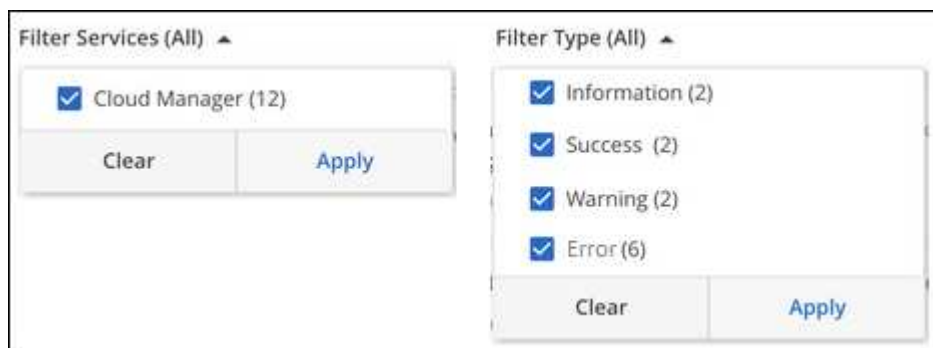 Filter Services (All)
Cloud Manager (12)
Clear
Apply
Filter Type (All)
Information (2)
Success (2)
Warning (2)
Error (6)
Clear
Apply